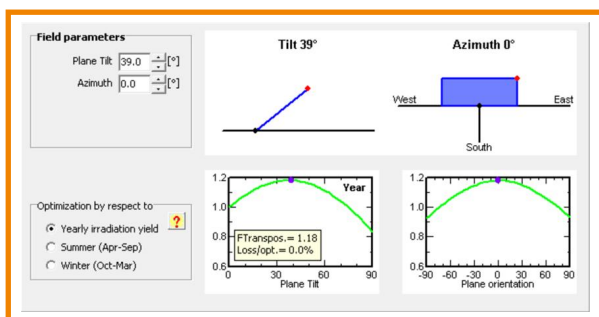 Field parameters
Plane Tilt 39.0 [°]
Azimuth 0.0 [°]
Tilt 39°
Azimuth 0°
West
East
South
Optimization by respect to
Yearly irradiation yield
?
Summer (Apr-Sep)
Winter (Oct-Mar)
1.2
1.0
0.8
0.6
Year
FTranspos.= 1.18
Loss/opt.= 0.0%
0 30 60 90
Plane Tilt
1.2
1.0
0.8
0.6
-90 -60 -30 0 30 60 90
Plane orientation